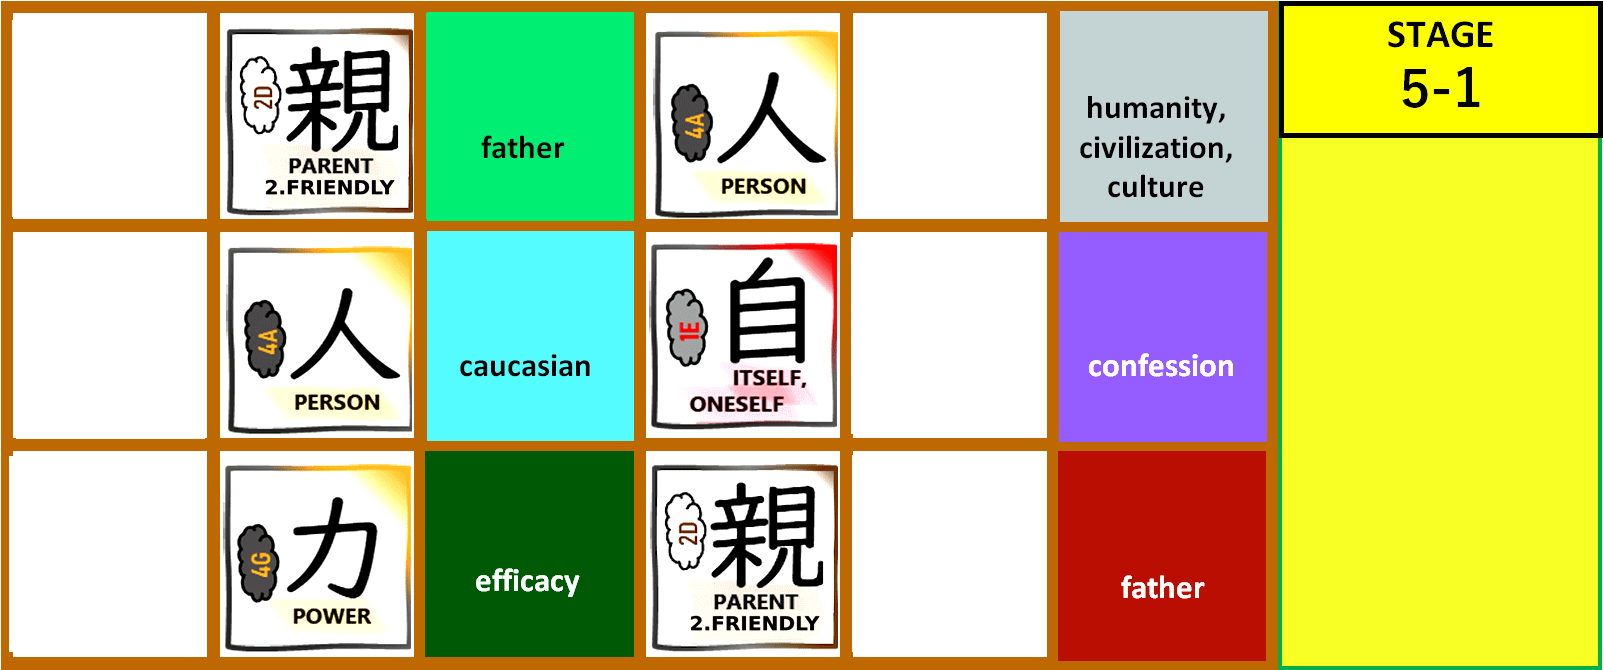 2D
親
PARENT
2.FRIENDLY
father
4A
人
PERSON
humanity,
civilization,
culture
STAGE
5-1
4A
人
PERSON
caucasian
1E
自
ITSELF,
ONESELF
confession
4G
力
POWER
efficacy
2D
親
PARENT
2.FRIENDLY
father